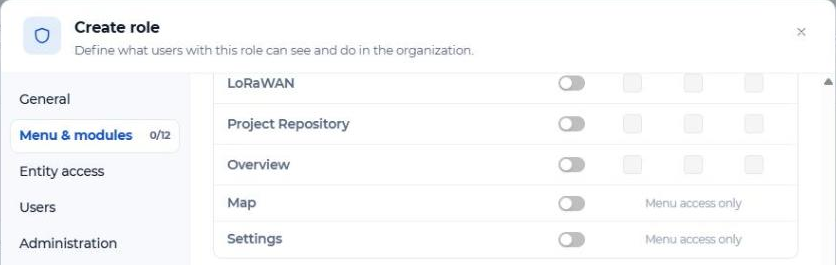 Create role
Define what users with this role can see and do in the organization.
General
Menu & modules 0/12
Entity access
Users
Administration
LoRaWAN
Project Repository
Overview
Map Menu access only
Settings Menu access only